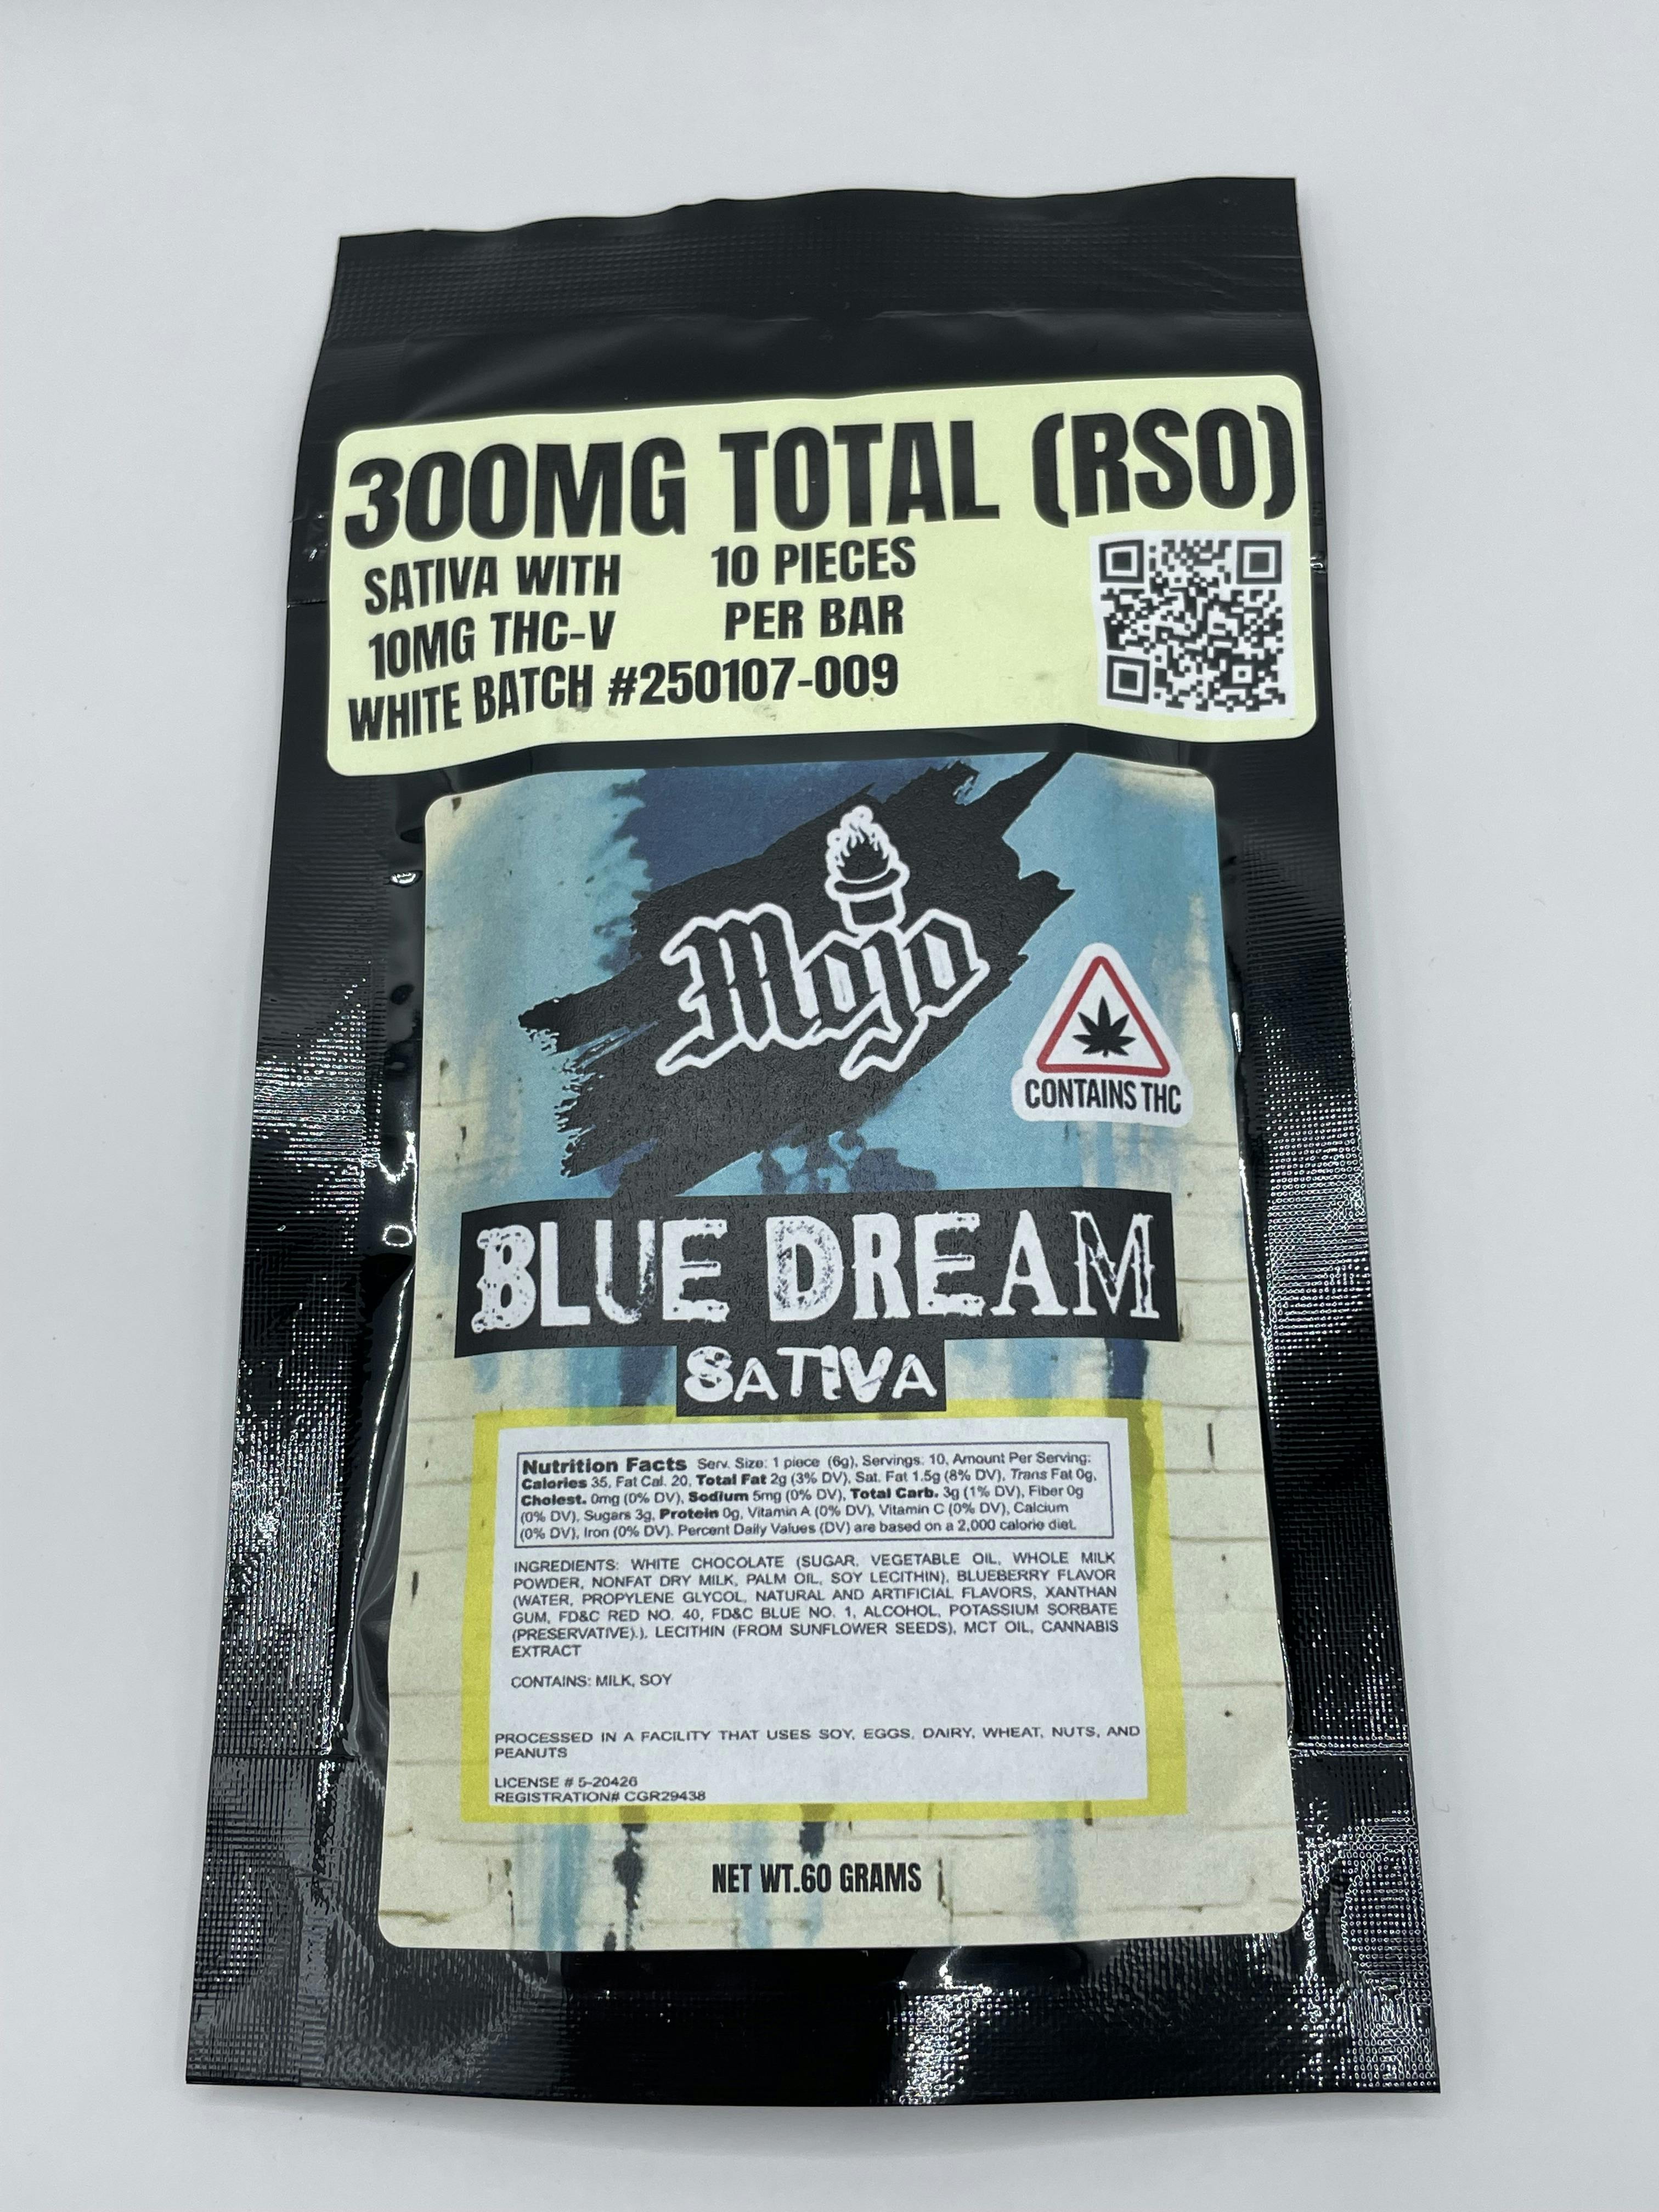 300MG TOTAL (RSO)
SATIVA WITH
10MG THC-V
10 PIECES
PER BAR
WHITE BATCH #250107-009
Mojo
CONTAINS THC
BLUE DREAM
SATIVA
Nutrition Facts Serv. Size: 1 piece (6g), Servings: 10, Amount Per Serving:
Calories 35, Fat Cal. 20, Total Fat 2g (3% DV), Sat. Fat 1.5g (8% DV), Trans Fat 0g,
Cholest. 0mg (0% DV), Sodium 5mg (0% DV), Total Carb. 3g (1% DV), Fiber 0g
(0% DV), Sugars 3g, Protein 0g, Vitamin A (0% DV), Vitamin C (0% DV), Calcium
(0% DV), Iron (0% DV). Percent Daily Values (DV) are based on a 2,000 calorie diet.
INGREDIENTS: WHITE CHOCOLATE (SUGAR, VEGETABLE OIL, WHOLE MILK
POWDER, NONFAT DRY MILK, PALM OIL, SOY LECITHIN), BLUEBERRY FLAVOR
(WATER, PROPYLENE GLYCOL, NATURAL AND ARTIFICIAL FLAVORS, XANTHAN
GUM, FD&C RED NO. 40, FD&C BLUE NO. 1, ALCOHOL, POTASSIUM SORBATE
(PRESERVATIVE).), LECITHIN (FROM SUNFLOWER SEEDS), MCT OIL, CANNABIS
EXTRACT
CONTAINS: MILK, SOY
PROCESSED IN A FACILITY THAT USES SOY, EGGS, DAIRY, WHEAT, NUTS, AND
PEANUTS
LICENSE # 5-20426
REGISTRATION# CGR29438
NET WT.60 GRAMS